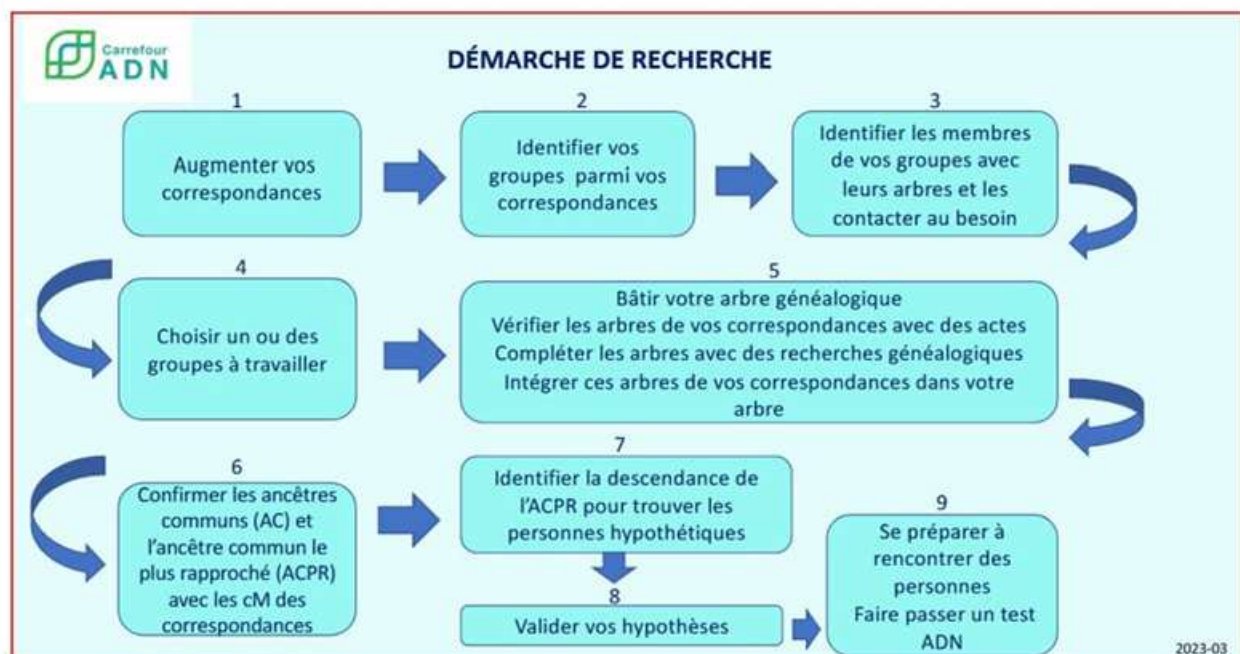 Carrefour
ADN
DÉMARCHE DE RECHERCHE
1
Augmenter vos
correspondances
2
Identifier vos
groupes parmi vos
correspondances
3
Identifier les membres
de vos groupes avec
leurs arbres et les
contacter au besoin
4
Choisir un ou des
groupes à travailler
5
Bâtir votre arbre généalogique
Vérifier les arbres de vos correspondances avec des actes
Compléter les arbres avec des recherches généalogiques
Intégrer ces arbres de vos correspondances dans votre
arbre
6
Confirmer les ancêtres
communs (AC) et
l'ancêtre commun le
plus rapproché (ACPR)
avec les cM des
correspondances
7
Identifier la descendance de
l'ACPR pour trouver les
personnes hypothétiques
8
Valider vos hypothèses
9
Se préparer à
rencontrer des
personnes
Faire passer un test
ADN
2023-03